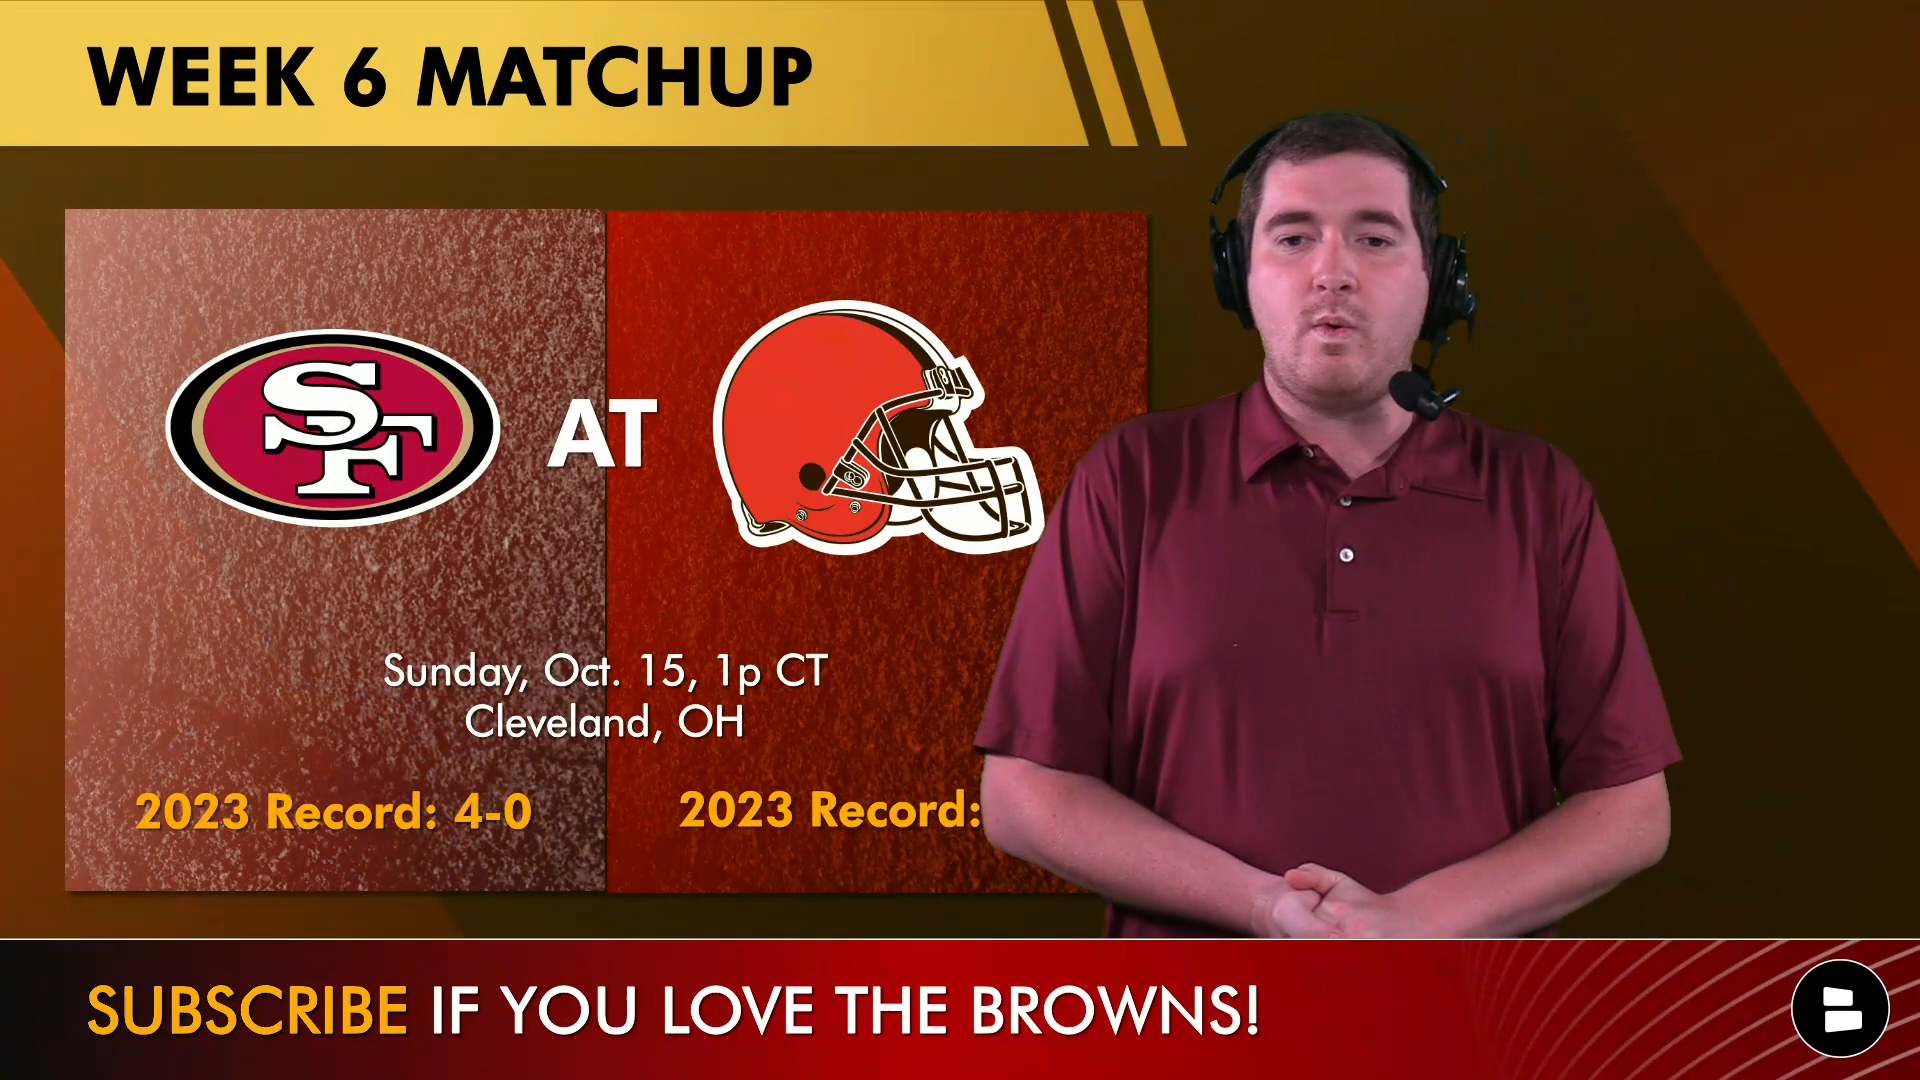 WEEK 6 MATCHUP
SF
AT
Sunday, Oct. 15, 1p CT
Cleveland, OH
2023 Record: 4-0
2023 Record:
SUBSCRIBE IF YOU LOVE THE BROWNS!